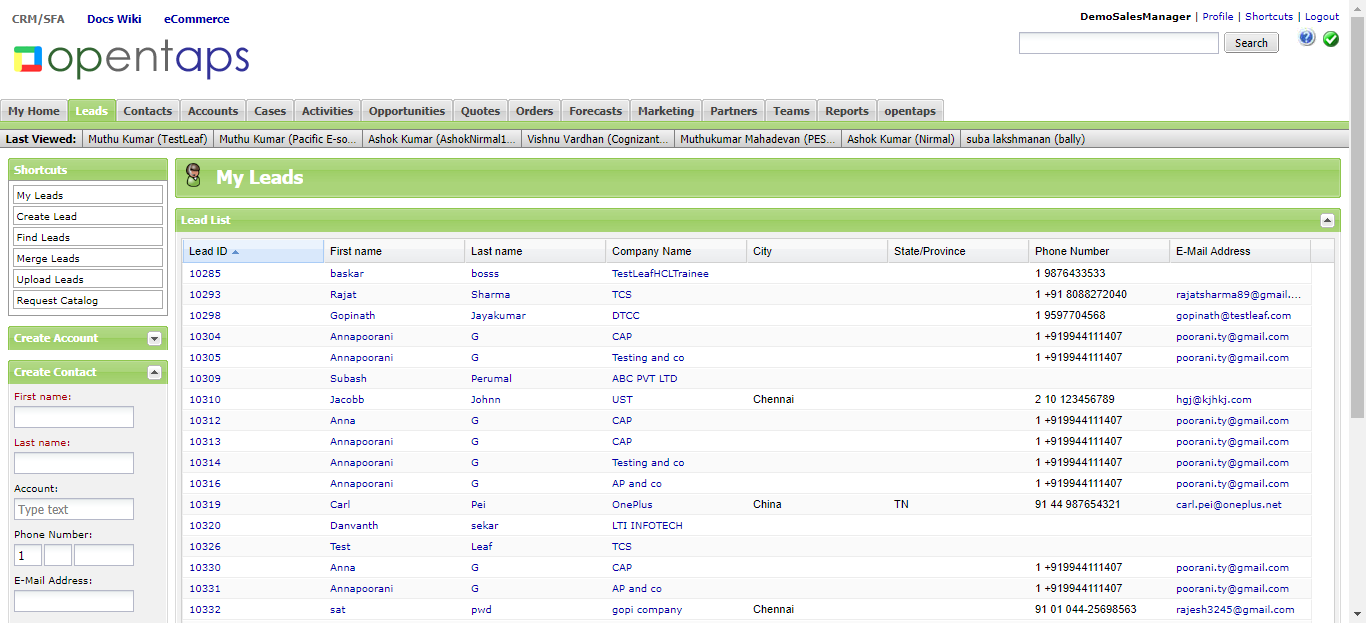 CRM/SFA Docs Wiki eCommerce
DemoSalesManager | Profile | Shortcuts | Logout
opentaps
Search
My Home Leads Contacts Accounts Cases Activities Opportunities Quotes Orders Forecasts Marketing Partners Teams Reports opentaps
Last Viewed: Muthu Kumar (TestLeaf) Muthu Kumar (Pacific E-so... Ashok Kumar (AshokNirmal1... Vishnu Vardhan (Cognizant... Muthukumar Mahadevan (PES... Ashok Kumar (Nirmal) suba lakshmanan (bally)
Shortcuts
My Leads
Create Lead
Find Leads
Merge Leads
Upload Leads
Request Catalog
Create Account
Create Contact
First name:
Last name:
Account:
Type text
Phone Number:
1
E-Mail Address:
My Leads
Lead List
Lead ID First name Last name Company Name City State/Province Phone Number E-Mail Address
10285 baskar bosss TestLeafHCLTrainee 1 9876433533
10293 Rajat Sharma TCS 1 +91 8088272040 rajatsharma89@gmail....
10298 Gopinath Jayakumar DTCC 1 9597704568 gopinath@testleaf.com
10304 Annapoorani G CAP 1 +919944111407 poorani.ty@gmail.com
10305 Annapoorani G Testing and co 1 +919944111407 poorani.ty@gmail.com
10309 Subash Perumal ABC PVT LTD
10310 Jacobb Johnn UST Chennai 2 10 123456789 hgj@kjhkj.com
10312 Anna G CAP 1 +919944111407 poorani.ty@gmail.com
10313 Annapoorani G CAP 1 +919944111407 poorani.ty@gmail.com
10314 Annapoorani G Testing and co 1 +919944111407 poorani.ty@gmail.com
10316 Annapoorani G AP and co 1 +919944111407 poorani.ty@gmail.com
10319 Carl Pei OnePlus China TN 91 44 987654321 carl.pei@oneplus.net
10320 Danvanth sekar LTI INFOTECH
10326 Test Leaf TCS
10330 Anna G CAP 1 +919944111407 poorani.ty@gmail.com
10331 Annapoorani G AP and co 1 +919944111407 poorani.ty@gmail.com
10332 sat pwd gopi company Chennai 91 01 044-25698563 rajesh3245@gmail.com